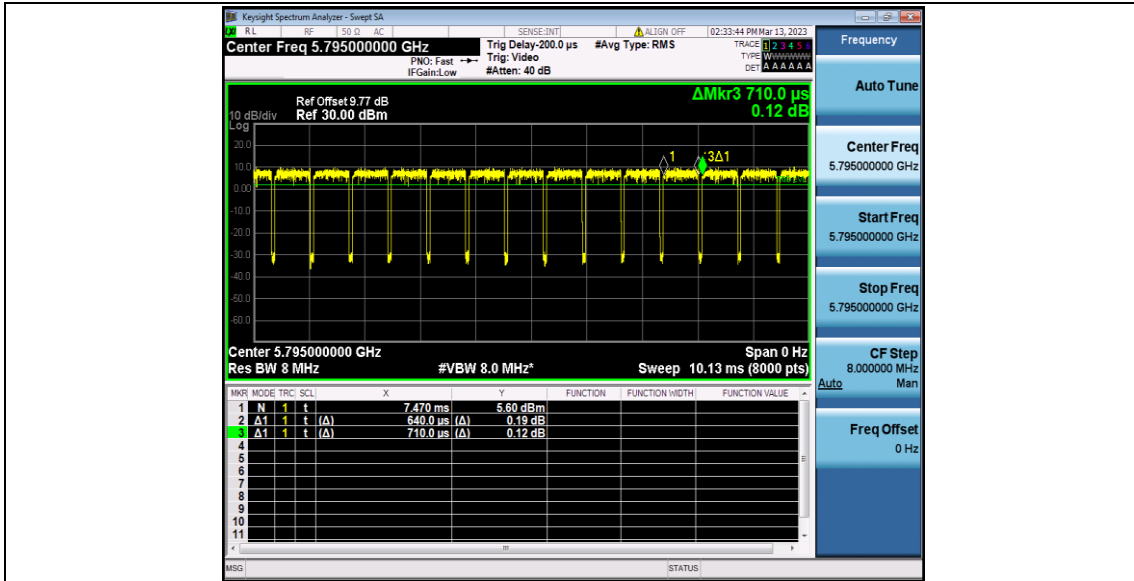 Keysight Spectrum Analyzer - Swept SA
RL RF 50 Ω AC SENSE:INT ALIGN OFF 02:33:44 PM Mar 13, 2023
Center Freq 5.795000000 GHz
PNO: Fast
IFGain:Low
Trig Delay-200.0 µs
Trig: Video
#Atten: 40 dB
#Avg Type: RMS
TRACE 1 2 3 4 5 6
TYPE
DET A A A A A A
ΔMkr3 710.0 µs
0.12 dB
Ref Offset 9.77 dB
10 dB/div Ref 30.00 dBm
Log
20.0
10.0
0.00
-10.0
-20.0
-30.0
-40.0
-50.0
-60.0
1
3Δ1
Center 5.795000000 GHz Span 0 Hz
Res BW 8 MHz #VBW 8.0 MHz* Sweep 10.13 ms (8000 pts)
MKR MODE TRC SCL X Y FUNCTION FUNCTION WIDTH FUNCTION VALUE
1 N 1 t 7.470 ms 5.60 dBm
2 Δ1 1 t (Δ) 640.0 µs (Δ) 0.19 dB
3 Δ1 1 t (Δ) 710.0 µs (Δ) 0.12 dB
4
5
6
7
8
9
10
11
MSG STATUS
Frequency
Auto Tune
Center Freq
5.795000000 GHz
Start Freq
5.795000000 GHz
Stop Freq
5.795000000 GHz
CF Step
8.000000 MHz
Auto Man
Freq Offset
0 Hz